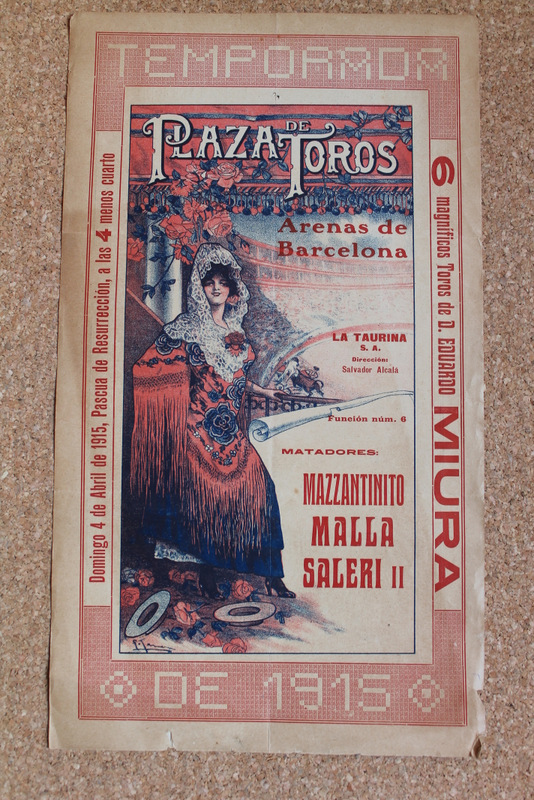 TEMPORADA
PLAZA DE TOROS
Arenas de
Barcelona
LA TAURINA
S. A.
Dirección:
Salvador Alcalá
Función núm. 6
MATADORES:
MAZZANTINITO
MALLA
SALERI II
Domingo 4 de Abril de 1915, Pascua de Resurrección, a las 4 menos cuarto
6 magníficos Toros de D. EDUARDO MIURA
DE 1915